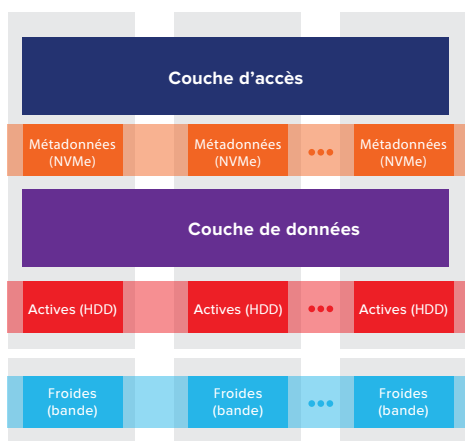 Couche d’accès
Métadonnées
(NVMe)
Métadonnées
(NVMe)
•••
Métadonnées
(NVMe)
Couche de données
Actives (HDD)
Actives (HDD)
•••
Actives (HDD)
Froides
(bande)
Froides
(bande)
•••
Froides
(bande)